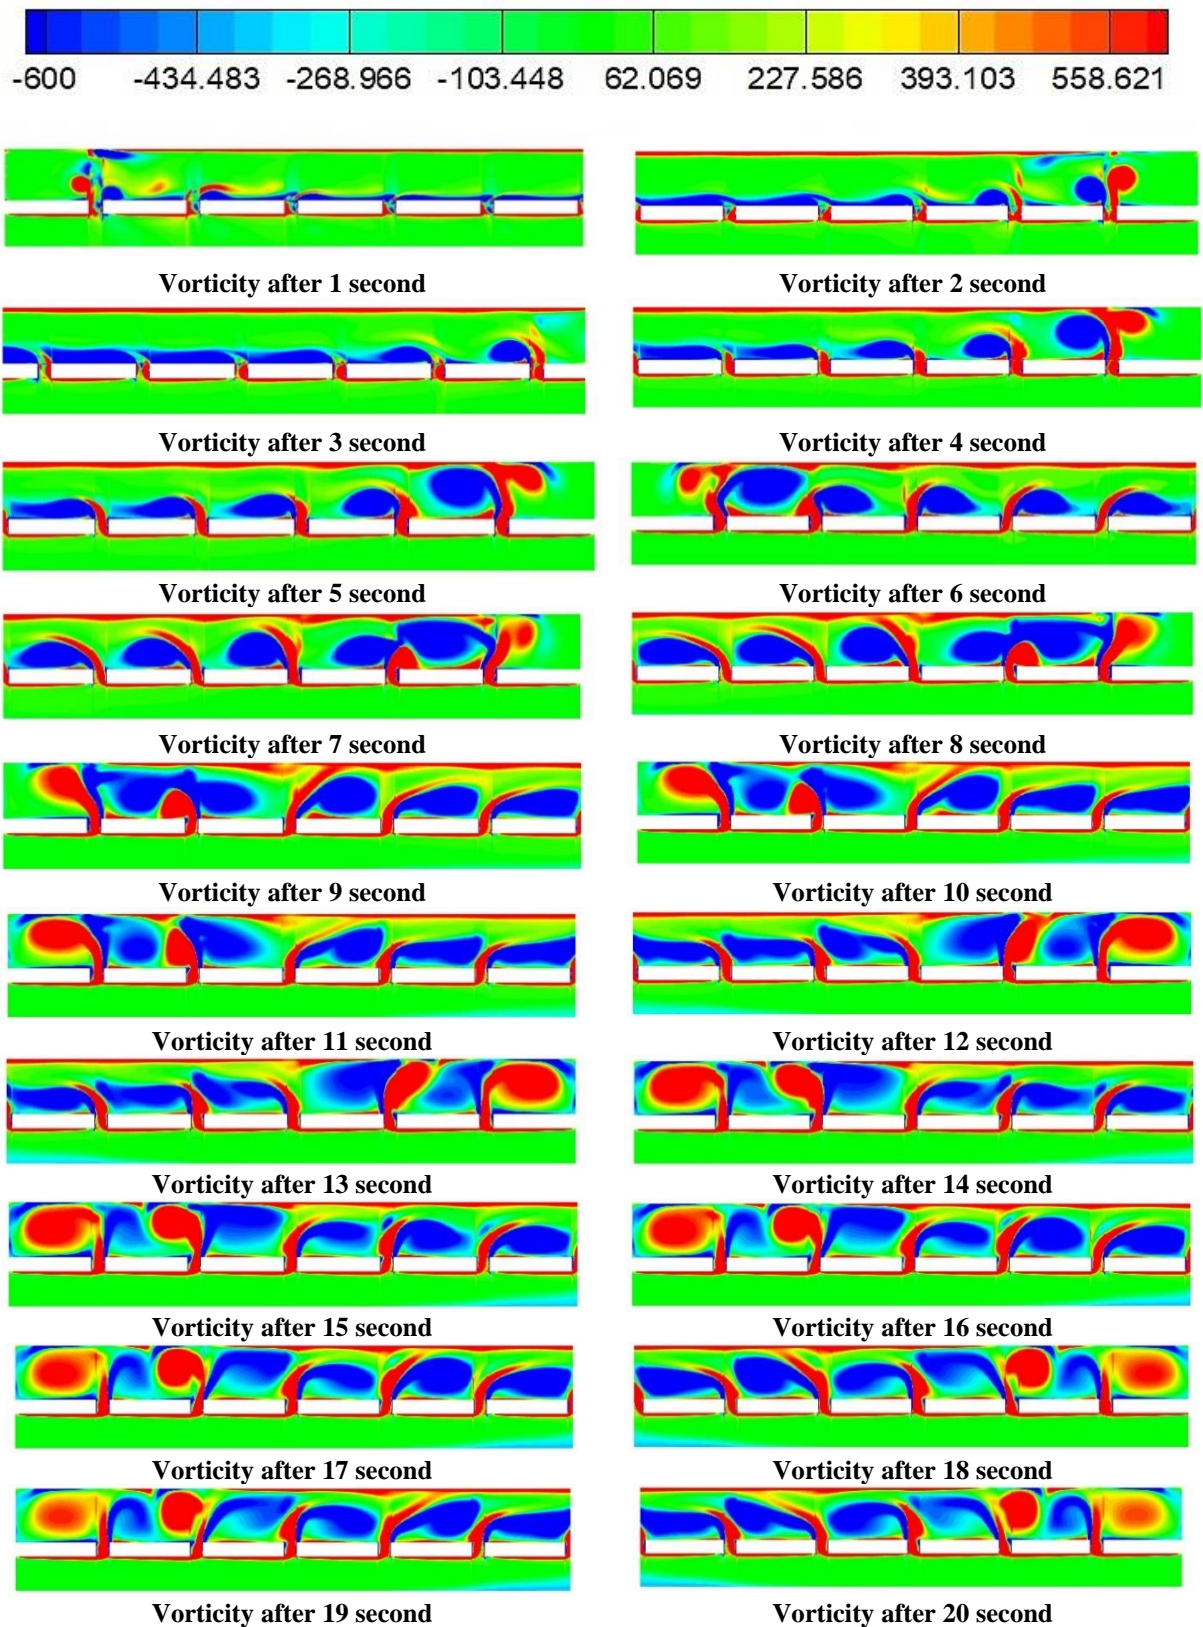 -600 -434.483 -268.966 -103.448 62.069 227.586 393.103 558.621
Vorticity after 1 second Vorticity after 2 second
Vorticity after 3 second Vorticity after 4 second
Vorticity after 5 second Vorticity after 6 second
Vorticity after 7 second Vorticity after 8 second
Vorticity after 9 second Vorticity after 10 second
Vorticity after 11 second Vorticity after 12 second
Vorticity after 13 second Vorticity after 14 second
Vorticity after 15 second Vorticity after 16 second
Vorticity after 17 second Vorticity after 18 second
Vorticity after 19 second Vorticity after 20 second